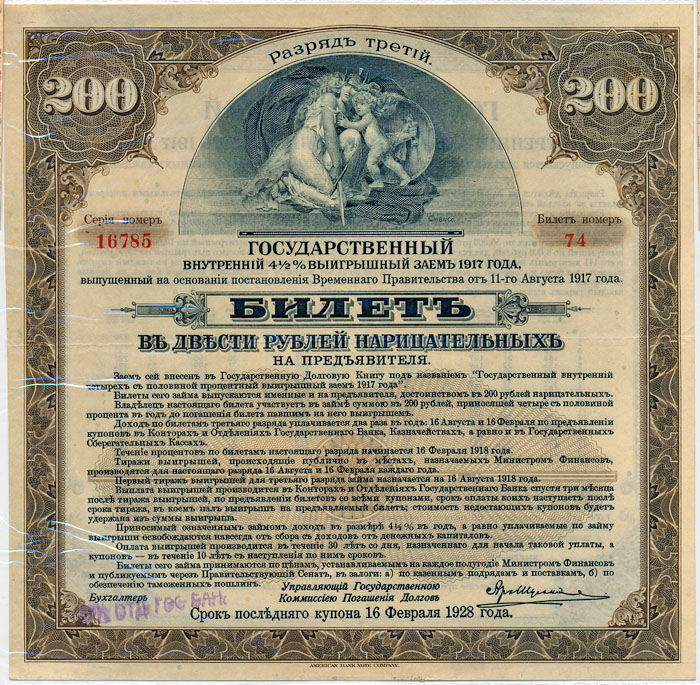 Разрядъ третій.
200
200
Серія номеръ
16785
Билетъ номеръ
74
ГОСУДАРСТВЕННЫЙ
ВНУТРЕННІЙ 4½% ВЫИГРЫШНЫЙ ЗАЕМЪ 1917 ГОДА,
выпущенный на основаніи постановленія Временнаго Правительства отъ 11-го Августа 1917 года.
БИЛЕТЪ
ВЪ ДВѢСТИ РУБЛЕЙ НАРИЦАТЕЛЬНЫХЪ
НА ПРЕДЪЯВИТЕЛЯ.
Заемъ сей внесенъ въ Государственную Долговую Книгу подъ названіемъ "Государственный внутренній
четырехъ съ половиной процентный выигрышный заемъ 1917 года".
Билеты сего займа выпускаются именные и на предъявителя, достоинствомъ въ 200 рублей нарицательныхъ.
Владѣлецъ настоящаго билета участвуетъ въ займѣ суммою въ 200 рублей, приносящей четыре съ половиной
процента въ годъ до погашенія билета павшимъ на него выигрышемъ.
Доходъ по билетамъ третьяго разряда уплачивается два раза въ годъ: 16 Августа и 16 Февраля по предъявленіи
купоновъ въ Конторахъ и Отдѣленіяхъ Государственнаго Банка, Казначействахъ, а равно и въ Государственныхъ
Сберегательныхъ Кассахъ.
Теченіе процентовъ по билетамъ настоящаго разряда начинается 16 Февраля 1918 года.
Тиражи выигрышей, происходящіе публично въ мѣстахъ, назначаемыхъ Министромъ Финансовъ,
производятся для настоящаго разряда 16 Августа и 16 Февраля каждаго года.
Первый тиражъ выигрышей для третьяго разряда займа назначается на 16 Августа 1918 года.
Выплата выигрышей производится въ Конторахъ и Отдѣленіяхъ Государственнаго Банка спустя три мѣсяца
послѣ тиража выигрышей, по предъявленіи билетовъ со всѣми купонами, срокъ оплаты коихъ наступаетъ послѣ
срока тиража, въ коемъ палъ выигрышъ на предъявляемый билетъ; стоимость недостающихъ купоновъ будетъ
удержана изъ суммы выигрыша.
Приносимый означеннымъ займомъ доходъ въ размѣрѣ 4½% въ годъ, а равно уплачиваемые по займу
выигрыши освобождаются навсегда отъ сбора съ доходовъ отъ денежныхъ капиталовъ.
Оплата выигрышей производится въ теченіе 30 лѣтъ со дня, назначеннаго для начала таковой уплаты, а
купоновъ — въ теченіе 10 лѣтъ съ наступленія по нимъ сроковъ.
Билеты сего займа принимаются по цѣнамъ, устанавливаемымъ на каждое полугодіе Министромъ Финансовъ
и публикуемымъ черезъ Правительствующій Сенатъ, въ залоги: а) по казеннымъ подрядамъ и поставкамъ, б) по
обезпеченію таможенныхъ пошлинъ.
Бухгалтеръ
Управляющій Государственною
Коммиссіею Погашенія Долговъ
ОТД ГОС БАН
Срокъ послѣдняго купона 16 Февраля 1928 года.
AMERICAN BANK NOTE COMPANY.